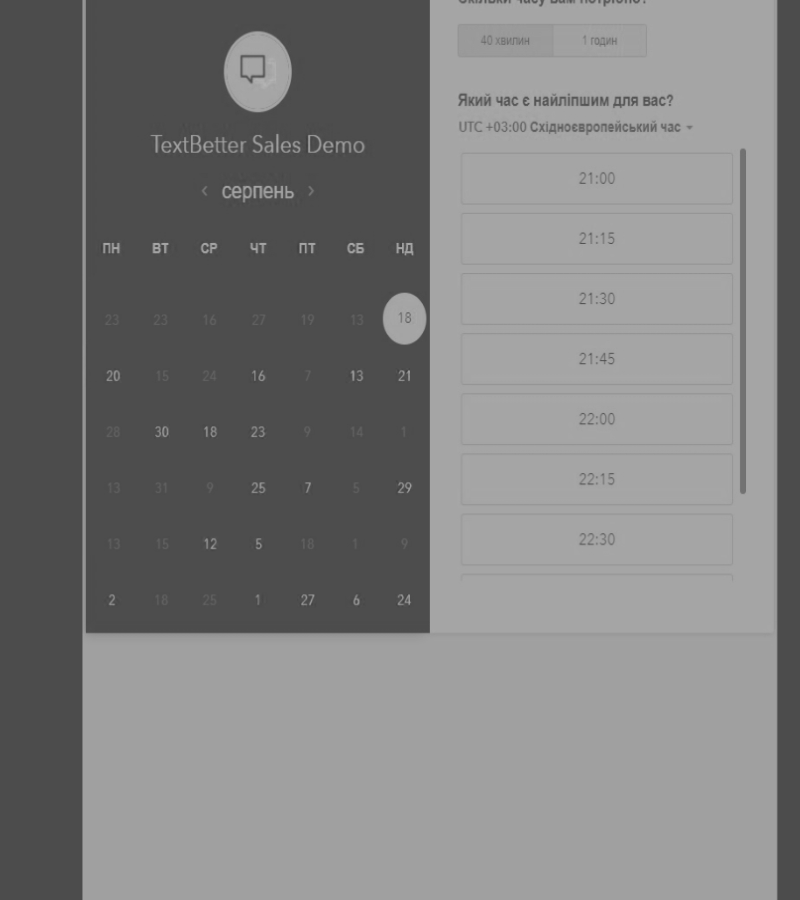 TextBetter Sales Demo
‹ серпень ›
ПН ВТ СР ЧТ ПТ СБ НД
23 23 16 27 19 13 18
20 15 24 16 7 13 21
28 30 18 23 9 14 1
13 31 9 25 7 5 29
13 15 12 5 18 1 9
2 18 25 1 27 6 24
40 хвилин 1 годин
Який час є найліпшим для вас?
UTC +03:00 Східноєвропейський час
21:00
21:15
21:30
21:45
22:00
22:15
22:30